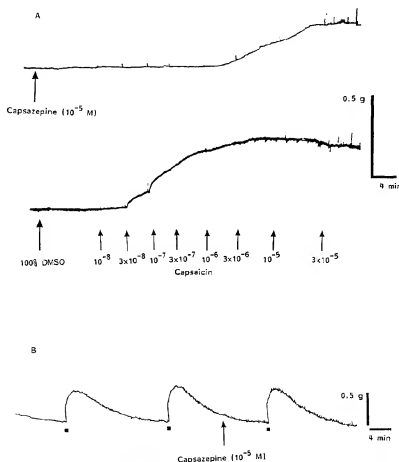 A
Capsazepine (10⁻⁵ M)
0.5 g
4 min
100% DMSO
10⁻⁸ 3x10⁻⁸ 10⁻⁷ 3x10⁻⁷ 10⁻⁶ 3x10⁻⁶ 10⁻⁵ 3x10⁻⁵
Capsaicin
B
0.5 g
4 min
Capsazepine (10⁻⁵ M)